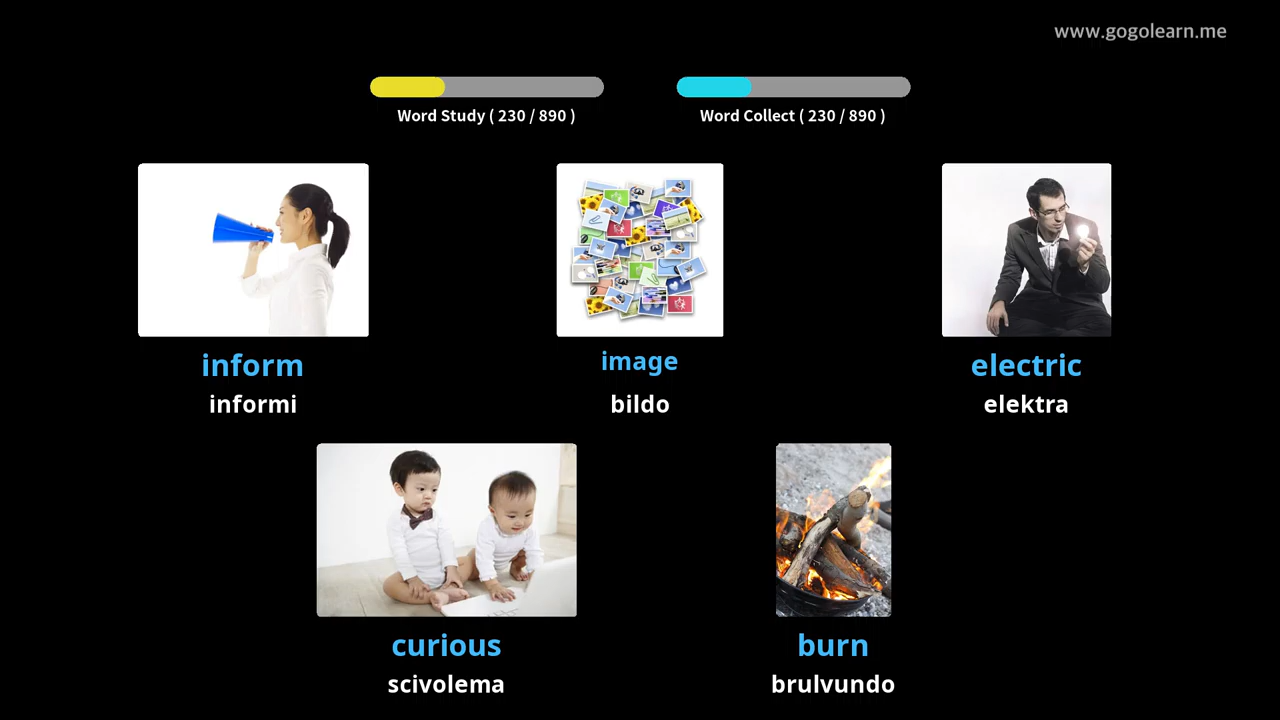 www.gogolearn.me
Word Study ( 230 / 890 )
Word Collect ( 230 / 890 )
inform
informi
image
bildo
electric
elektra
curious
scivolema
burn
brulvundo